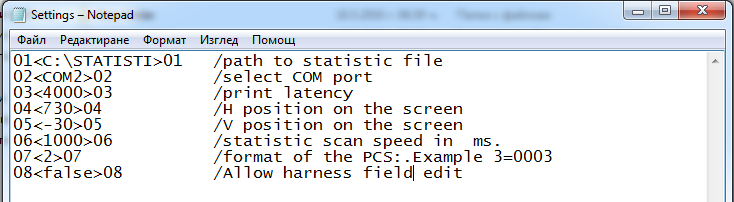 Settings – Notepad
Файл Редактиране Формат Изглед Помощ
01<C:\STATISTI>01 /path to statistic file
02<COM2>02 /select COM port
03<4000>03 /print latency
04<730>04 /H position on the screen
05<-30>05 /V position on the screen
06<1000>06 /statistic scan speed in  ms.
07<2>07 /format of the PCS:.Example 3=0003
08<false>08 /Allow harness field edit